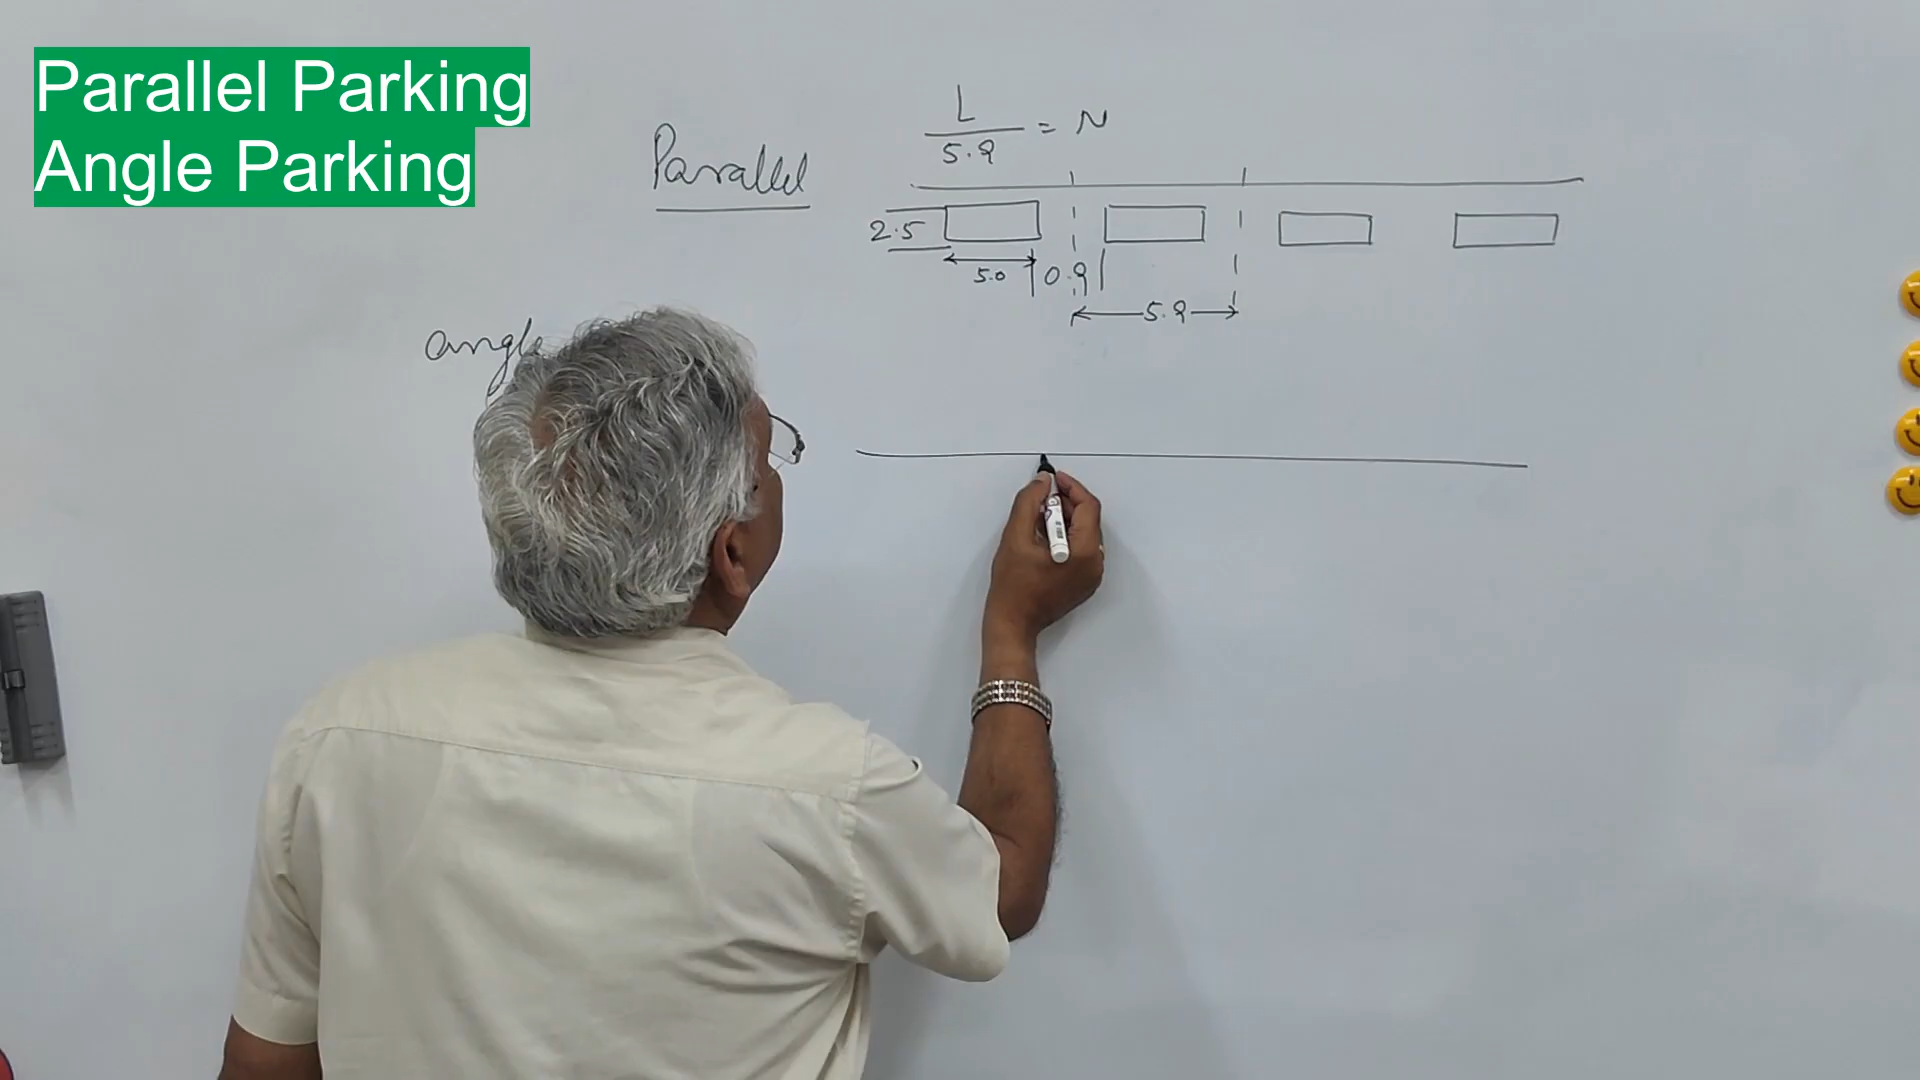 Parallel Parking
Angle Parking
L
5.9 = N
Parallel
2.5
5.0
0.9
5.9
angle